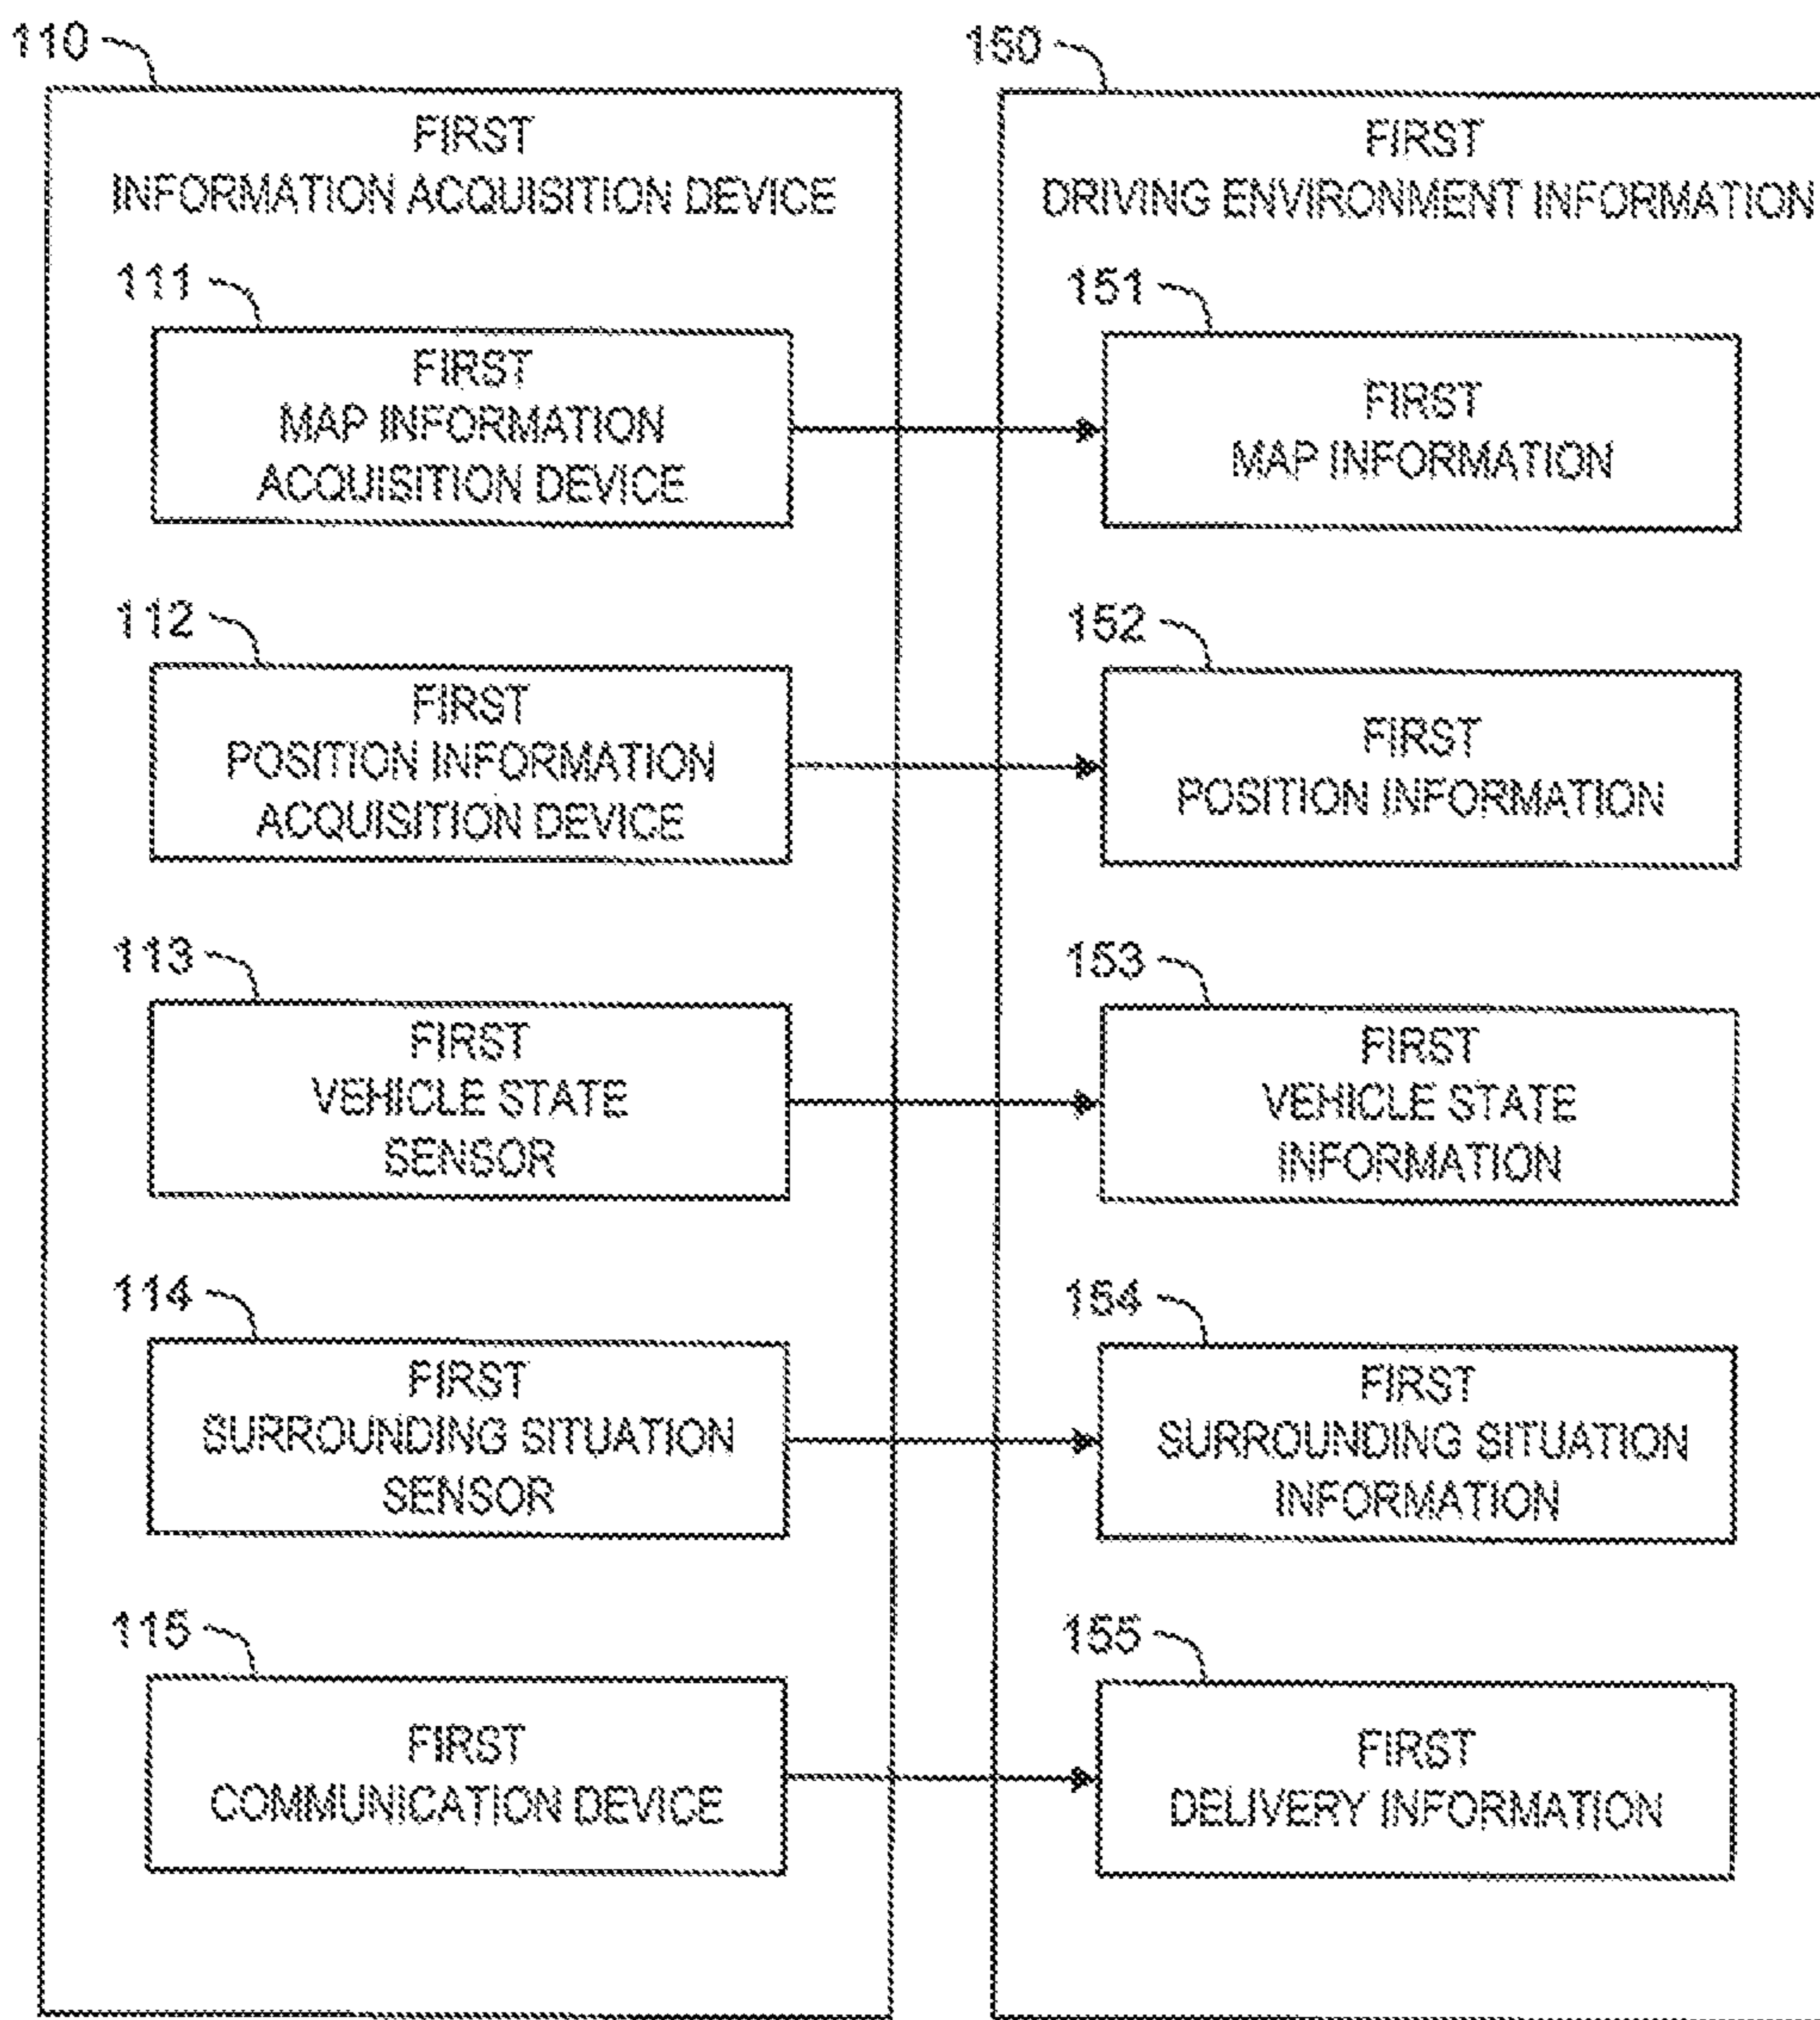 110
FIRST
INFORMATION ACQUISITION DEVICE
111
FIRST
MAP INFORMATION
ACQUISITION DEVICE
112
FIRST
POSITION INFORMATION
ACQUISITION DEVICE
113
FIRST
VEHICLE STATE
SENSOR
114
FIRST
SURROUNDING SITUATION
SENSOR
115
FIRST
COMMUNICATION DEVICE
150
FIRST
DRIVING ENVIRONMENT INFORMATION
151
FIRST
MAP INFORMATION
152
FIRST
POSITION INFORMATION
153
FIRST
VEHICLE STATE
INFORMATION
154
FIRST
SURROUNDING SITUATION
INFORMATION
155
FIRST
DELIVERY INFORMATION